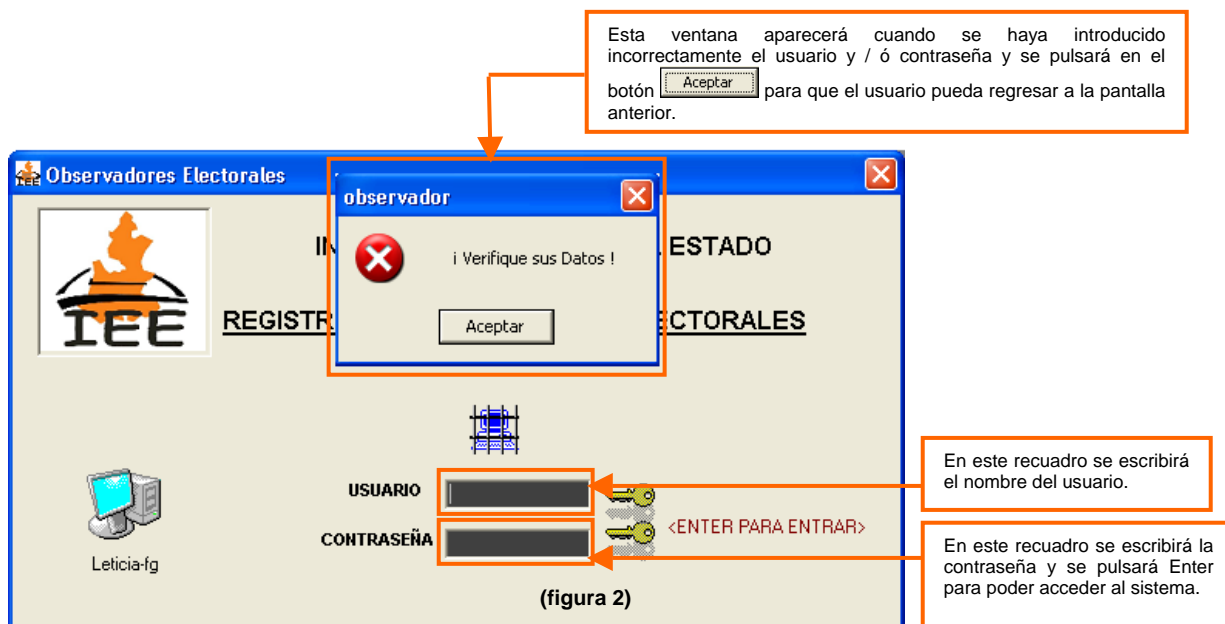 Esta ventana aparecerá cuando se haya introducido
incorrectamente el usuario y / ó contraseña y se pulsará en el
botón Aceptar para que el usuario pueda regresar a la pantalla
anterior.
IEE Observadores Electorales
observador
IN ESTADO
¡ Verifique sus Datos !
IEE
REGISTR ECTORALES
Aceptar
USUARIO
En este recuadro se escribirá
el nombre del usuario.
CONTRASEÑA <ENTER PARA ENTRAR>
Leticia-fg
En este recuadro se escribirá la
contraseña y se pulsará Enter
para poder acceder al sistema.
(figura 2)